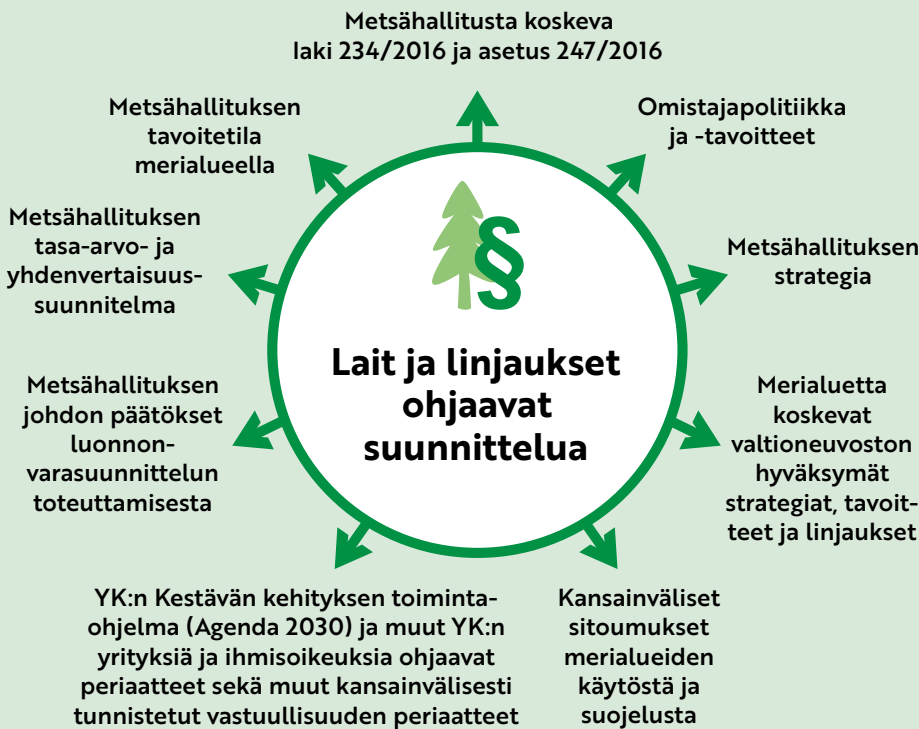 Metsähallitusta koskeva
laki 234/2016 ja asetus 247/2016
Omistajapolitiikka
ja -tavoitteet
Metsähallituksen
strategia
Merialuetta
koskevat
valtioneuvoston
hyväksymät
strategiat, tavoit-
teet ja linjaukset
Kansainväliset
sitoumukset
merialueiden
käytöstä ja
suojelusta
YK:n Kestävän kehityksen toiminta-
ohjelma (Agenda 2030) ja muut YK:n
yrityksiä ja ihmisoikeuksia ohjaavat
periaatteet sekä muut kansainvälisesti
tunnistetut vastuullisuuden periaatteet
Metsähallituksen
johdon päätökset
luonnon-
varasuunnittelun
toteuttamisesta
Metsähallituksen
tasa-arvo- ja
yhdenvertaisuus-
suunnitelma
Metsähallituksen
tavoitetila
merialueella
§
Lait ja linjaukset
ohjaavat
suunnittelua